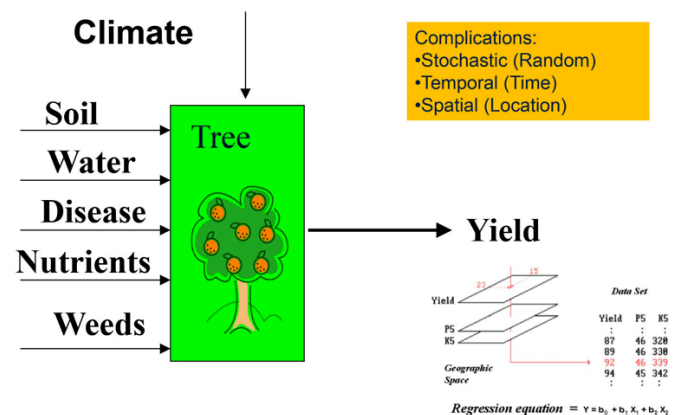 Climate
Complications:
•Stochastic (Random)
•Temporal (Time)
•Spatial (Location)
Soil
Tree
Water
Disease
Nutrients
Weeds
Yield
15
23
Yield
P5
K5
Geographic
Space
Data Set
Yield P5 K5
: : :
87 46 320
89 46 330
92 46 339
94 45 342
: : :
Regression equation = Y = b₀ + b₁ X₁ + b₂ X₂